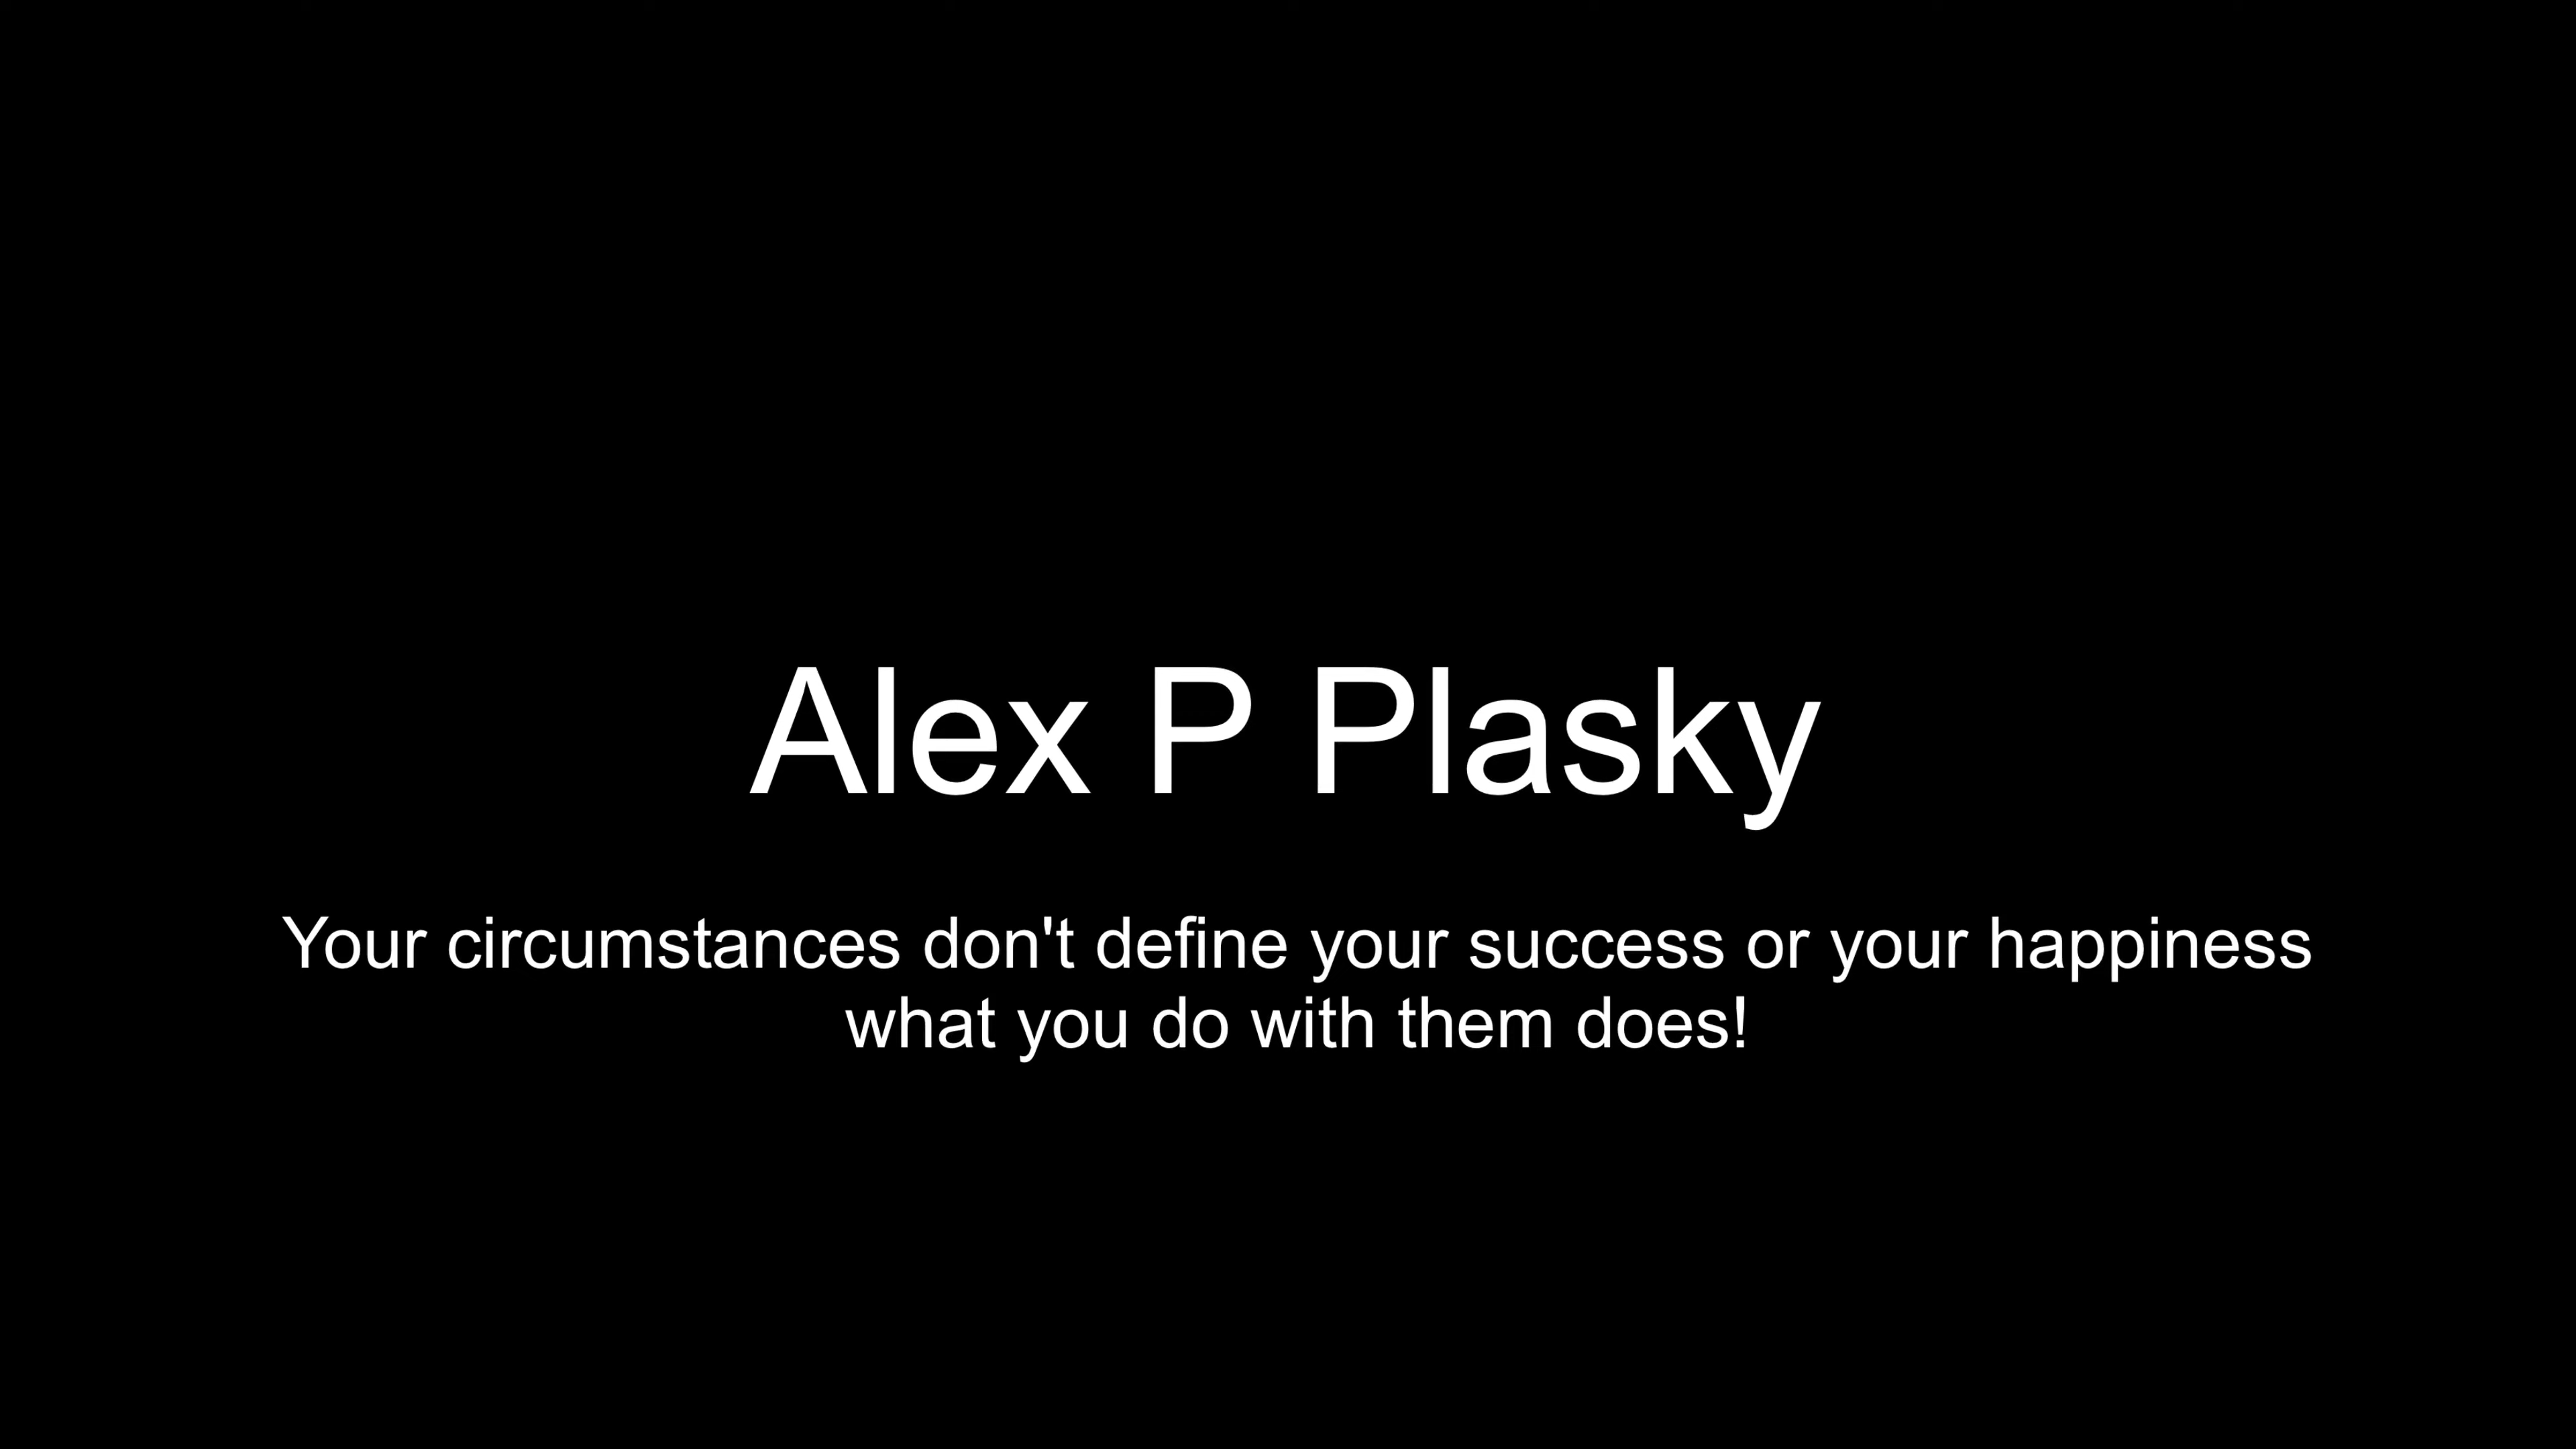 Alex P Plasky
Your circumstances don't define your success or your happiness
what you do with them does!